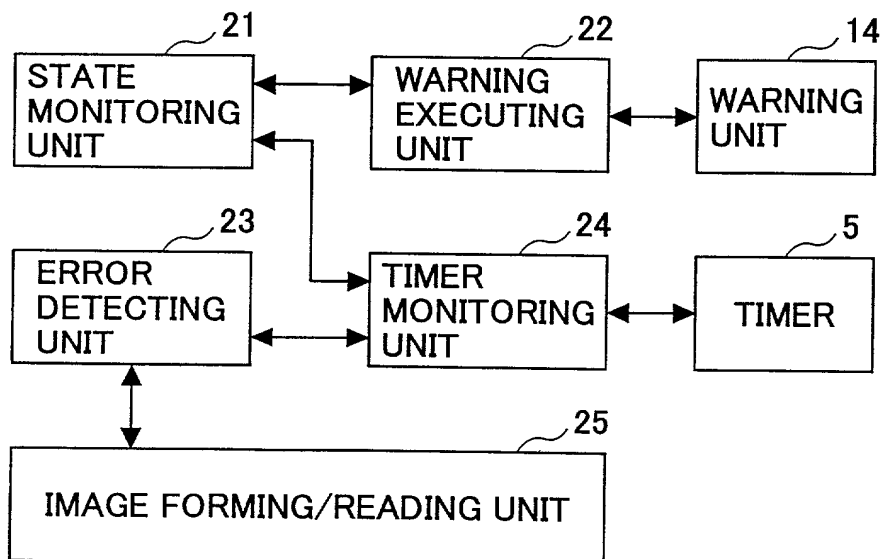 21
STATE
MONITORING
UNIT
22
WARNING
EXECUTING
UNIT
14
WARNING
UNIT
23
ERROR
DETECTING
UNIT
24
TIMER
MONITORING
UNIT
5
TIMER
25
IMAGE FORMING/READING UNIT